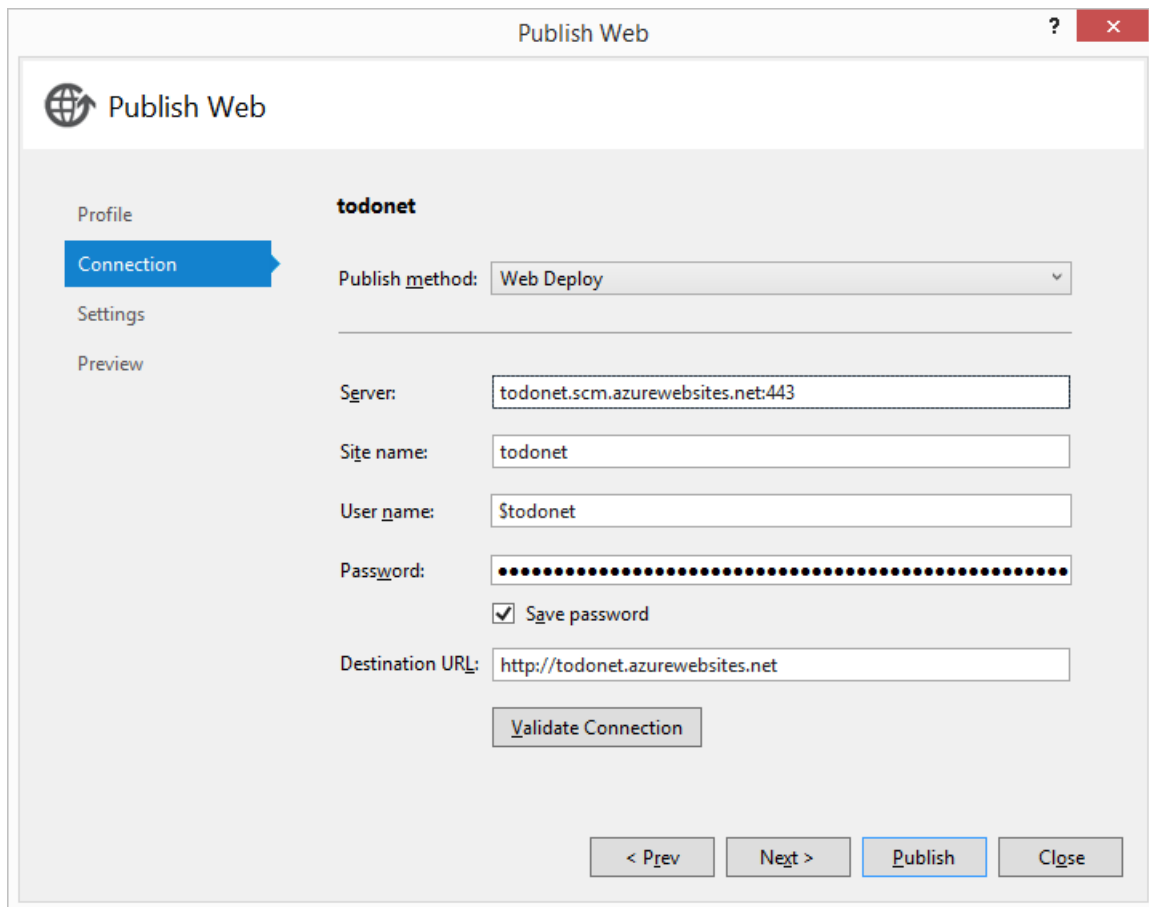 Publish Web
?
Publish Web
Profile
Connection
Settings
Preview
todonet
Publish method: Web Deploy
Server: todonet.scm.azurewebsites.net:443
Site name: todonet
User name: $todonet
Password: ●●●●●●●●●●●●●●●●●●●●●●●●●●●●●●●●●●●●●●●●●●●●●●●●●●●
Save password
Destination URL: http://todonet.azurewebsites.net
Validate Connection
< Prev Next > Publish Close